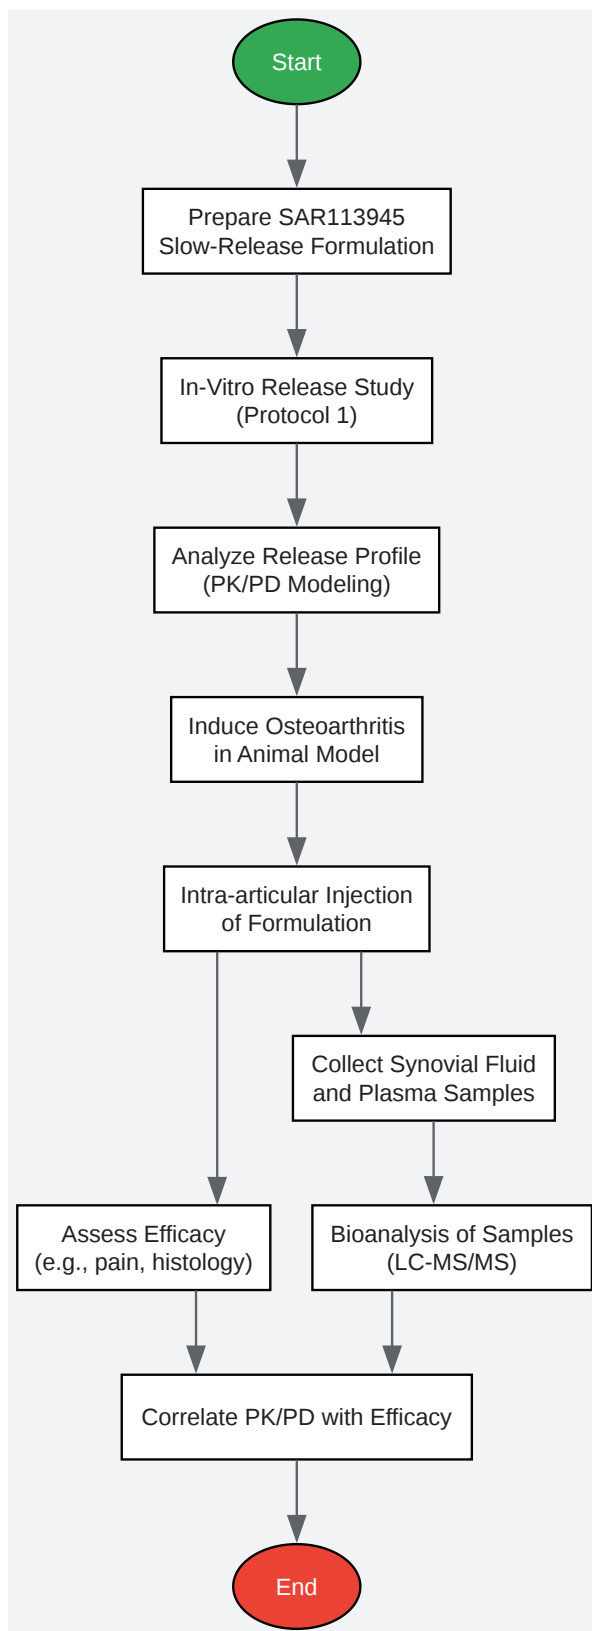 Start
Prepare SAR113945
Slow-Release Formulation
In-Vitro Release Study
(Protocol 1)
Analyze Release Profile
(PK/PD Modeling)
Induce Osteoarthritis
in Animal Model
Intra-articular Injection
of Formulation
Collect Synovial Fluid
and Plasma Samples
Assess Efficacy
(e.g., pain, histology)
Bioanalysis of Samples
(LC-MS/MS)
Correlate PK/PD with Efficacy
End